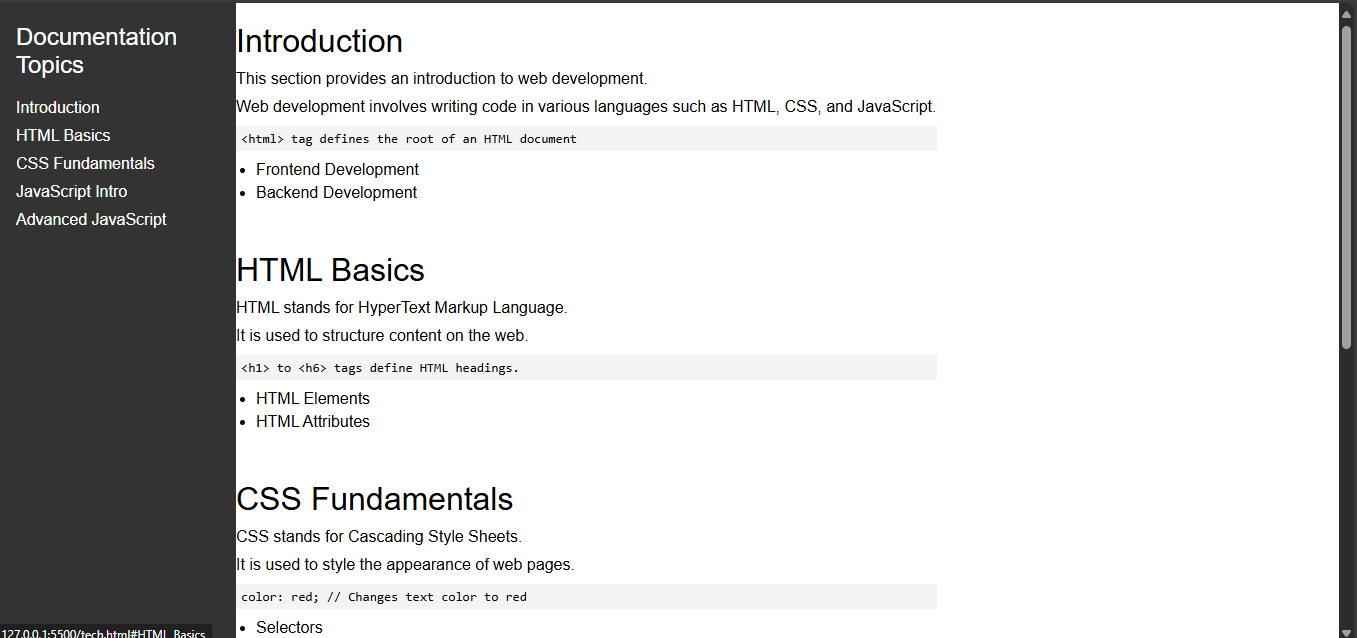 Documentation
Topics
Introduction
HTML Basics
CSS Fundamentals
JavaScript Intro
Advanced JavaScript
Introduction
This section provides an introduction to web development.
Web development involves writing code in various languages such as HTML, CSS, and JavaScript.
<html> tag defines the root of an HTML document
Frontend Development
Backend Development
HTML Basics
HTML stands for HyperText Markup Language.
It is used to structure content on the web.
<h1> to <h6> tags define HTML headings.
HTML Elements
HTML Attributes
CSS Fundamentals
CSS stands for Cascading Style Sheets.
It is used to style the appearance of web pages.
color: red; // Changes text color to red
Selectors
127.0.0.1:5500/tech.html#HTML_Basics